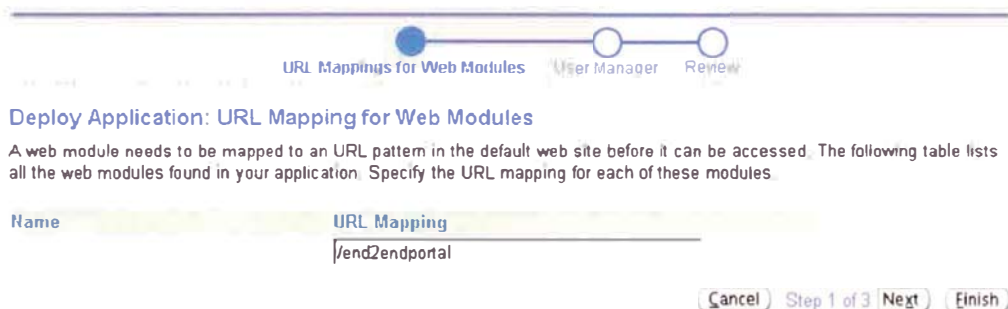 URL Mappings for Web Modules User Manager Review
Deploy Application: URL Mapping for Web Modules
A web module needs to be mapped to an URL pattern in the default web site before it can be accessed. The following table lists
all the web modules found in your application. Specify the URL mapping for each of these modules.
Name URL Mapping
/end2endportal
Cancel Step 1 of 3 Next Finish